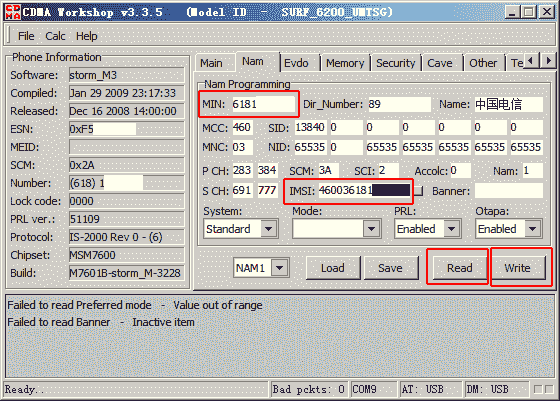 CDMA Workshop v3.3.5 (Model ID - SURF_6200_UMTSG)
File Calc Help
Phone Information
Software: storm_M3
Compiled: Jan 29 2009 23:17:33
Released: Dec 16 2008 14:00:00
ESN: 0xF5
MEID:
SCM: 0x2A
Number: (618) 1
Lock code: 0000
PRL ver.: 51109
Protocol: IS-2000 Rev 0 - (6)
Chipset: MSM7600
Build: M7601B-storm_M-3228
Main Nam Evdo Memory Security Cave Other Te
Nam Programming
MIN: 6181 Dir_Number: 89 Name: 中国电信
MCC: 460 SID: 13840 0 0 0 0 0
MNC: 03 NID: 65535 65535 65535 65535 65535 65535
P CH: 283 384 SCM: 3A SCI: 2 Accolc: 0 Nam: 1
S CH: 691 777 IMSI: 460036181 Banner:
System: Mode: PRL: Otapa:
Standard Enabled Enabled
NAM1 Load Save Read Write
Failed to read Preferred mode - Value out of range
Failed to read Banner - Inactive item
Ready.. Bad pckts: 0 COM9 AT: USB DM: USB